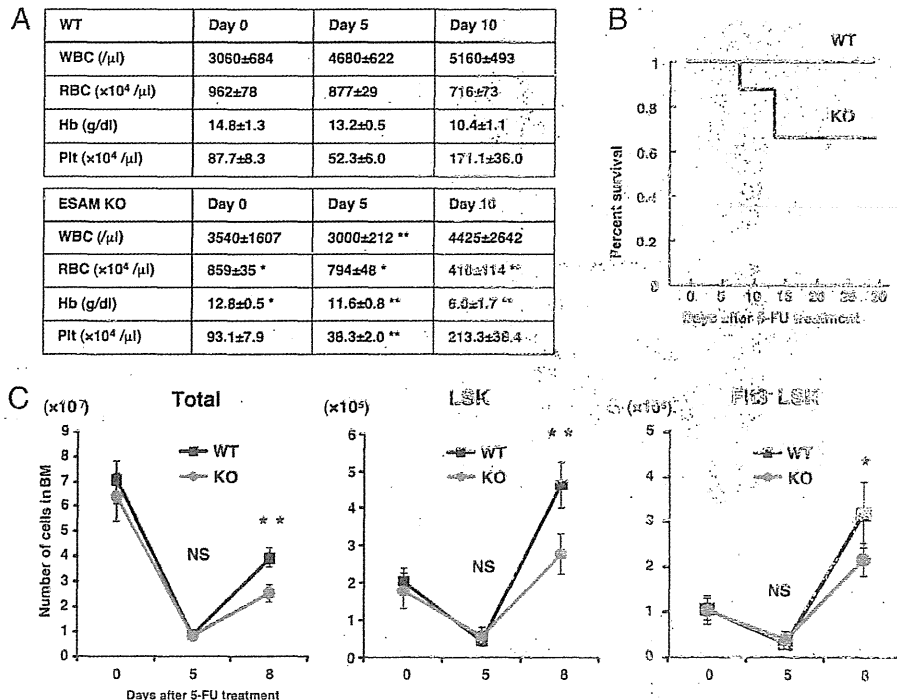 A
WT Day 0 Day 5 Day 10
WBC (/μl) 3060±684 4680±622 5160±493
RBC (×10⁴ /μl) 962±78 877±29 716±73
Hb (g/dl) 14.8±1.3 13.2±0.5 10.4±1.1
Plt (×10⁴ /μl) 87.7±8.3 52.3±6.0 171.1±36.0
ESAM KO Day 0 Day 5 Day 10
WBC (/μl) 3540±1607 3000±212 ** 4425±2642
RBC (×10⁴ /μl) 859±35 * 794±48 * 410±114 **
Hb (g/dl) 12.8±0.5 * 11.6±0.8 ** 6.0±1.7 **
Plt (×10⁴ /μl) 93.1±7.9 38.3±2.0 ** 213.3±38.4
B
WT
KO
Percent survival
1
0.8
0.6
0.4
0.2
0
0 5 10 15 20 25 30
Days after 5-FU treatment
C
(×10⁷) Total
Number of cells in BM
9
8
7
6
5
4
3
2
1
0
WT
KO
NS
* *
0 5 8
Days after 5-FU treatment
(×10⁵) LSK
6
5
4
3
2
1
0
WT
KO
NS
* *
0 5 8
LSK
5
4
3
2
1
0
WT
KO
NS
*
0 5 8